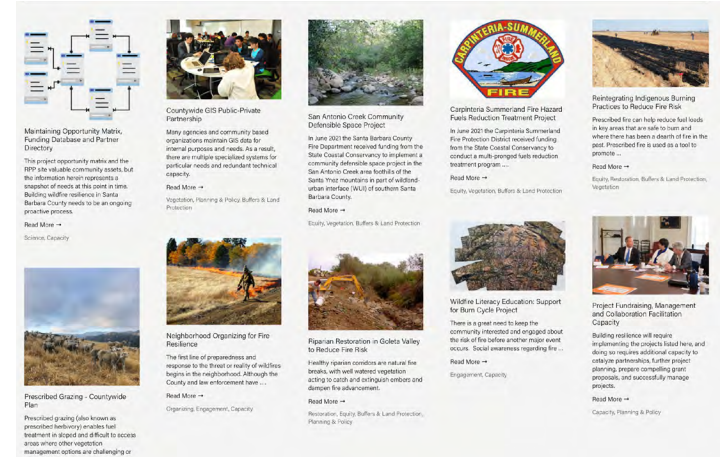 Maintaining Opportunity Matrix,
Funding Database and Partner
Directory
This project opportunity matrix and the
RPP site valuable community assets, but
the information herein represents a
snapshot of needs at this point in time.
Building wildfire resilience in Santa
Barbara County needs to be an ongoing
proactive process.
Read More →
Science, Capacity
Prescribed Grazing - Countywide
Plan
Prescribed grazing (also known as
prescribed herbivory) enables fuel
treatment in sloped and difficult to access
areas where other vegetation
management options are challenging or
Countywide GIS Public-Private
Partnership
Many agencies and community based
organizations maintain GIS data for
internal purposes and needs. As a result,
there are multiple specialized systems for
particular needs and redundant technical
capacity.
Read More →
Vegetation, Planning & Policy, Buffers & Land
Protection
Neighborhood Organizing for Fire
Resilience
The first line of preparedness and
response to the threat or reality of wildfires
begins in the neighborhood. Although the
County and law enforcement have ....
Read More →
Organizing, Engagement, Capacity
San Antonio Creek Community
Defensible Space Project
In June 2021 the Santa Barbara County
Fire Department received funding from the
State Coastal Conservancy to implement a
community defensible space project in the
San Antonio Creek area foothills of the
Santa Ynez mountains in part of wildland-
urban interface (WUI) of southern Santa
Barbara County.
Read More →
Equity, Vegetation, Buffers & Land Protection
Riparian Restoration in Goleta Valley
to Reduce Fire Risk
Healthy riparian corridors are natural fire
breaks, with well watered vegetation
acting to catch and extinguish embers and
dampen fire advancement.
Read More →
Restoration, Equity, Buffers & Land Protection,
Planning & Policy
CARPINTERIA-SUMMERLAND
FIRE
Carpinteria Summerland Fire Hazard
Fuels Reduction Treatment Project
In June 2021 the Carpinteria Summerland
Fire Protection District received funding
from the State Coastal Conservancy to
conduct a multi-pronged fuels reduction
treatment program ....
Read More →
Equity, Vegetation, Buffers & Land Protection
Wildfire Literacy Education: Support
for Burn Cycle Project
There is a great need to keep the
community interested and engaged about
the risk of fire before another major event
occurs. Social awareness regarding fire ...
Read More →
Engagement, Capacity
Reintegrating Indigenous Burning
Practices to Reduce Fire Risk
Prescribed fire can help reduce fuel loads
in key areas that are safe to burn and
where there has been a dearth of fire in the
past. Prescribed fire is used as a tool to
promote ...
Read More →
Equity, Restoration, Buffers & Land Protection,
Vegetation
Project Fundraising, Management
and Collaboration Facilitation
Capacity
Building resilience will require
implementing the projects listed here, and
doing so requires additional capacity to
catalyze partnerships, further project
planning, prepare compelling grant
proposals, and successfully manage
projects.
Read More →
Capacity, Planning & Policy